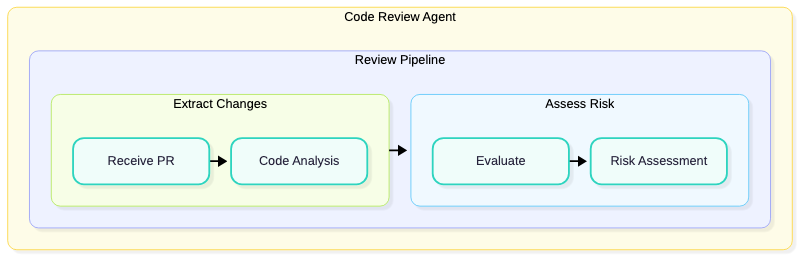 Code Review Agent
Review Pipeline
Extract Changes
Assess Risk
Receive PR
Code Analysis
Evaluate
Risk Assessment